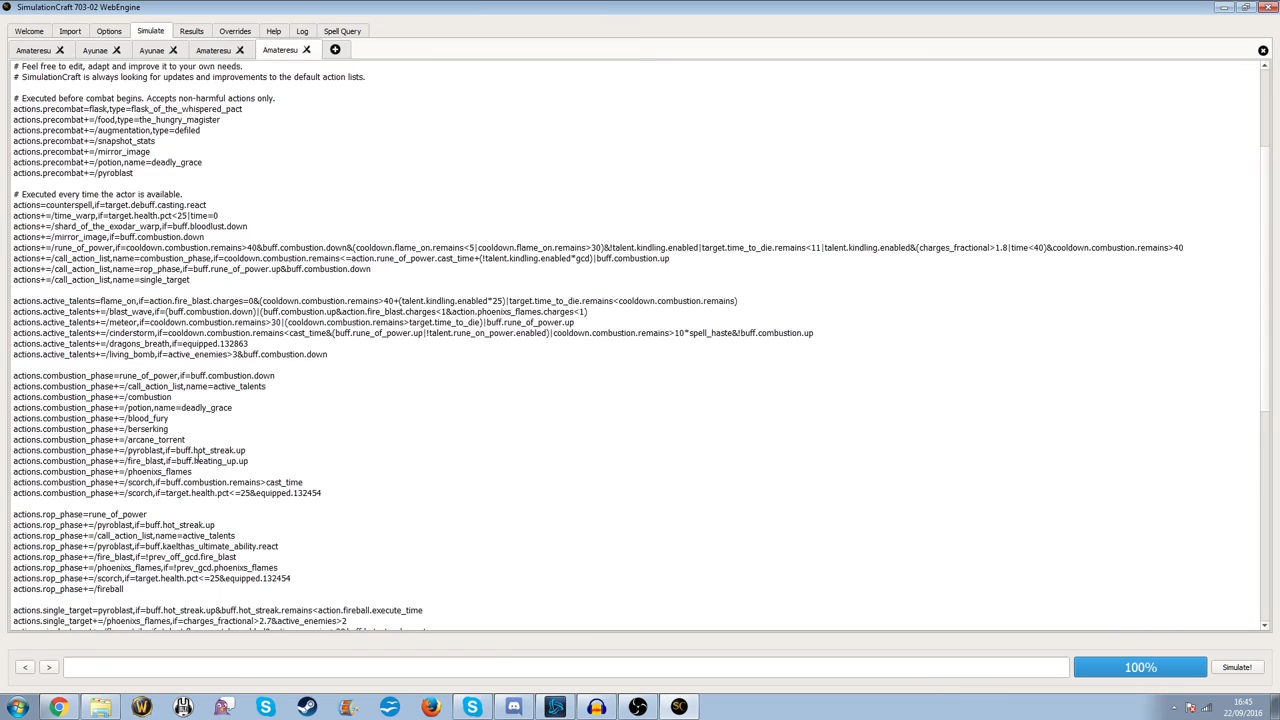 SimulationCraft 703-02 WebEngine
Welcome Import Options Simulate Results Overrides Help Log Spell Query
Amateresu Ayunae Ayunae Amateresu Amateresu
# Feel free to edit, adapt and improve it to your own needs.
# SimulationCraft is always looking for updates and improvements to the default action lists.
# Executed before combat begins. Accepts non-harmful actions only.
actions.precombat=flask,type=flask_of_the_whispered_pact
actions.precombat+=/food,type=the_hungry_magister
actions.precombat+=/augmentation,type=defiled
actions.precombat+=/snapshot_stats
actions.precombat+=/mirror_image
actions.precombat+=/potion,name=deadly_grace
actions.precombat+=/pyroblast
# Executed every time the actor is available.
actions=counterspell,if=target.debuff.casting.react
actions+=/time_warp,if=target.health.pct<25|time=0
actions+=/shard_of_the_exodar_warp,if=buff.bloodlust.down
actions+=/mirror_image,if=buff.combustion.down
actions+=/rune_of_power,if=cooldown.combustion.remains>40&buff.combustion.down&(cooldown.flame_on.remains<5|cooldown.flame_on.remains>30)&!talent.kindling.enabled|target.time_to_die.remains<11|talent.kindling.enabled&(charges_fractional>1.8|time<40)&cooldown.combustion.remains>40
actions+=/call_action_list,name=combustion_phase,if=cooldown.combustion.remains<=action.rune_of_power.cast_time+(!talent.kindling.enabled*gcd)|buff.combustion.up
actions+=/call_action_list,name=rop_phase,if=buff.rune_of_power.up&buff.combustion.down
actions+=/call_action_list,name=single_target
actions.active_talents=flame_on,if=action.fire_blast.charges=0&(cooldown.combustion.remains>40+(talent.kindling.enabled*25)|target.time_to_die.remains<cooldown.combustion.remains)
actions.active_talents+=/blast_wave,if=(buff.combustion.down)|(buff.combustion.up&action.fire_blast.charges<1&action.phoenixs_flames.charges<1)
actions.active_talents+=/meteor,if=cooldown.combustion.remains>30|(cooldown.combustion.remains>target.time_to_die)|buff.rune_of_power.up
actions.active_talents+=/cinderstorm,if=cooldown.combustion.remains<cast_time&(buff.rune_of_power.up|!talent.rune_on_power.enabled)|cooldown.combustion.remains>10*spell_haste&!buff.combustion.up
actions.active_talents+=/dragons_breath,if=equipped.132863
actions.active_talents+=/living_bomb,if=active_enemies>3&buff.combustion.down
actions.combustion_phase=rune_of_power,if=buff.combustion.down
actions.combustion_phase+=/call_action_list,name=active_talents
actions.combustion_phase+=/combustion
actions.combustion_phase+=/potion,name=deadly_grace
actions.combustion_phase+=/blood_fury
actions.combustion_phase+=/berserking
actions.combustion_phase+=/arcane_torrent
actions.combustion_phase+=/pyroblast,if=buff.hot_streak.up
actions.combustion_phase+=/fire_blast,if=buff.heating_up.up
actions.combustion_phase+=/phoenixs_flames
actions.combustion_phase+=/scorch,if=buff.combustion.remains>cast_time
actions.combustion_phase+=/scorch,if=target.health.pct<=25&equipped.132454
actions.rop_phase=rune_of_power
actions.rop_phase+=/pyroblast,if=buff.hot_streak.up
actions.rop_phase+=/call_action_list,name=active_talents
actions.rop_phase+=/pyroblast,if=buff.kaelthas_ultimate_ability.react
actions.rop_phase+=/fire_blast,if=!prev_off_gcd.fire_blast
actions.rop_phase+=/phoenixs_flames,if=!prev_gcd.phoenixs_flames
actions.rop_phase+=/scorch,if=target.health.pct<=25&equipped.132454
actions.rop_phase+=/fireball
actions.single_target=pyroblast,if=buff.hot_streak.up&buff.hot_streak.remains<action.fireball.execute_time
actions.single_target+=/phoenixs_flames,if=charges_fractional>2.7&active_enemies>2
< > 100% Simulate!
16:45
22/09/2016